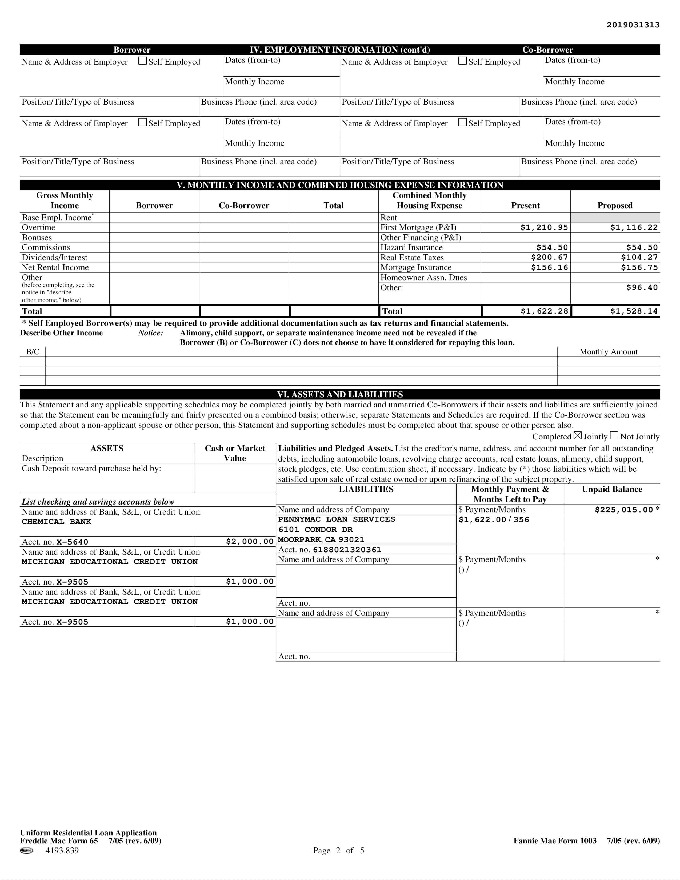 2019031313
Borrower IV. EMPLOYMENT INFORMATION (cont'd) Co-Borrower
Name & Address of Employer ☐ Self Employed Dates (from-to) Name & Address of Employer ☐ Self Employed Dates (from-to)
Monthly Income Monthly Income
Position/Title/Type of Business Business Phone (incl. area code) Position/Title/Type of Business Business Phone (incl. area code)
Name & Address of Employer ☐ Self Employed Dates (from-to) Name & Address of Employer ☐ Self Employed Dates (from-to)
Monthly Income Monthly Income
Position/Title/Type of Business Business Phone (incl. area code) Position/Title/Type of Business Business Phone (incl. area code)
V. MONTHLY INCOME AND COMBINED HOUSING EXPENSE INFORMATION
Gross Monthly Income Borrower Co-Borrower Total Combined Monthly Housing Expense Present Proposed
Base Empl. Income* Rent
Overtime First Mortgage (P&I) $1,210.95 $1,116.22
Bonuses Other Financing (P&I)
Commissions Hazard Insurance $54.50 $54.50
Dividends/Interest Real Estate Taxes $200.67 $104.27
Net Rental Income Mortgage Insurance $156.16 $156.75
Other Homeowner Assn. Dues
(before completing, see the notice in "describe other income," below) Other $96.40
Total Total $1,622.28 $1,528.14
* Self Employed Borrower(s) may be required to provide additional documentation such as tax returns and financial statements.
Describe Other Income Notice: Alimony, child support, or separate maintenance income need not be revealed if the
Borrower (B) or Co-Borrower (C) does not choose to have it considered for repaying this loan.
B/C Monthly Amount
VI. ASSETS AND LIABILITIES
This Statement and any applicable supporting schedules may be completed jointly by both married and unmarried Co-Borrowers if their assets and liabilities are sufficiently joined
so that the Statement can be meaningfully and fairly presented on a combined basis; otherwise, separate Statements and Schedules are required. If the Co-Borrower section was
completed about a non-applicant spouse or other person, this Statement and supporting schedules must be completed about that spouse or other person also.
Completed ☒ Jointly ☐ Not Jointly
ASSETS Cash or Market Value
Description
Cash Deposit toward purchase held by:
Liabilities and Pledged Assets. List the creditor's name, address, and account number for all outstanding
debts, including automobile loans, revolving charge accounts, real estate loans, alimony, child support,
stock pledges, etc. Use continuation sheet, if necessary. Indicate by (*) those liabilities which will be
satisfied upon sale of real estate owned or upon refinancing of the subject property.
LIABILITIES Monthly Payment & Months Left to Pay Unpaid Balance
List checking and savings accounts below
Name and address of Bank, S&L, or Credit Union
CHEMICAL BANK
Acct. no. X-5640 $2,000.00
Name and address of Bank, S&L, or Credit Union
MICHIGAN EDUCATIONAL CREDIT UNION
Acct. no. X-9505 $1,000.00
Name and address of Bank, S&L, or Credit Union
MICHIGAN EDUCATIONAL CREDIT UNION
Acct. no. X-9505 $1,000.00
Name and address of Company $ Payment/Months $225,015.00 *
PENNYMAC LOAN SERVICES $1,622.00 / 356
6101 CONDOR DR
MOORPARK, CA 93021
Acct. no. 6188021320361
Name and address of Company $ Payment/Months *
() /
Acct. no.
Name and address of Company $ Payment/Months *
() /
Acct. no.
Uniform Residential Loan Application
Freddie Mac Form 65 7/05 (rev. 6/09) Fannie Mae Form 1003 7/05 (rev. 6/09)
4193.839 Page 2 of 5